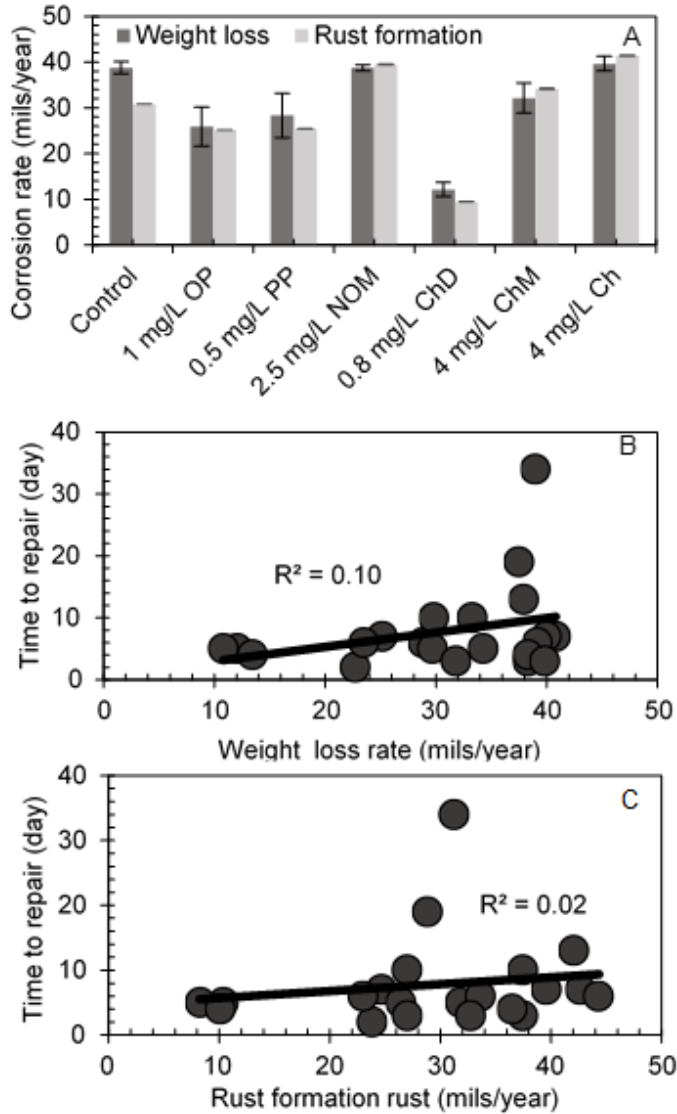 50
40
30
20
10
0
Corrosion rate (mils/year)
Weight loss Rust formation A
Control
1 mg/L OP
0.5 mg/L PP
2.5 mg/L NOM
0.8 mg/L ChD
4 mg/L ChM
4 mg/L Ch
B
40
30
20
10
0
Time to repair (day)
R² = 0.10
0 10 20 30 40 50
Weight loss rate (mils/year)
C
40
30
20
10
0
Time to repair (day)
R² = 0.02
0 10 20 30 40 50
Rust formation rust (mils/year)